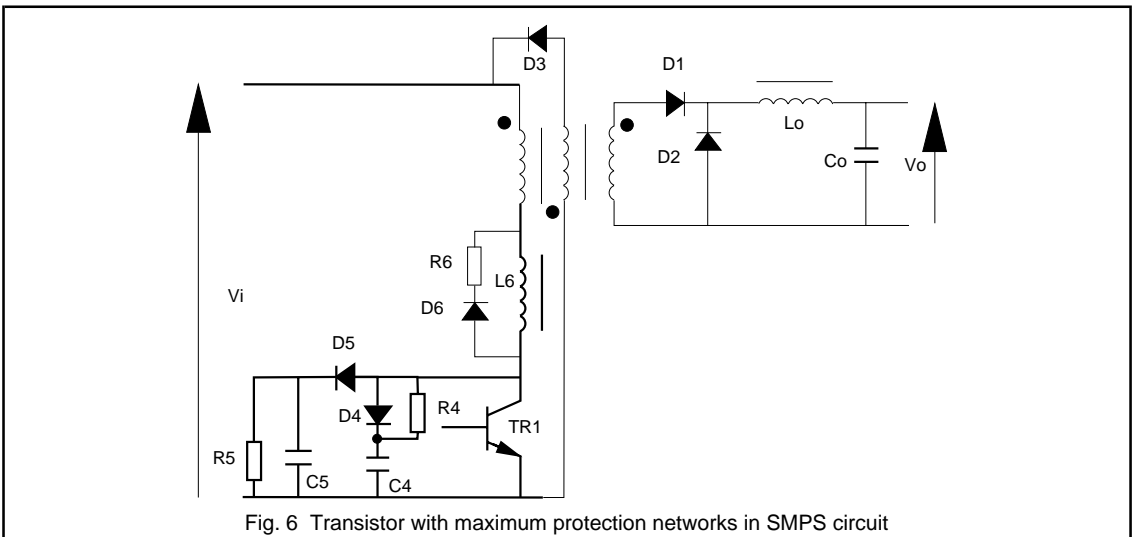 D3
D1
Lo
D2
Co
Vo
R6
L6
Vi
D6
D5
D4
R4
TR1
R5
C5
C4
Fig. 6 Transistor with maximum protection networks in SMPS circuit